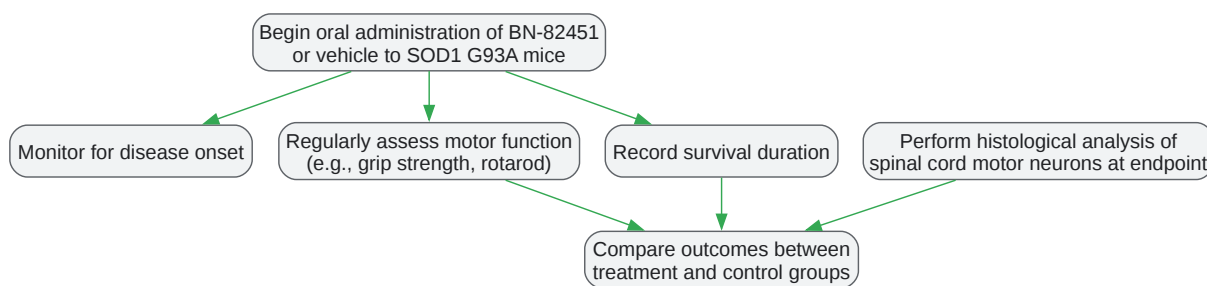 Begin oral administration of BN-82451
or vehicle to SOD1 G93A mice
Monitor for disease onset
Regularly assess motor function
(e.g., grip strength, rotarod)
Record survival duration
Perform histological analysis of
spinal cord motor neurons at endpoint
Compare outcomes between
treatment and control groups